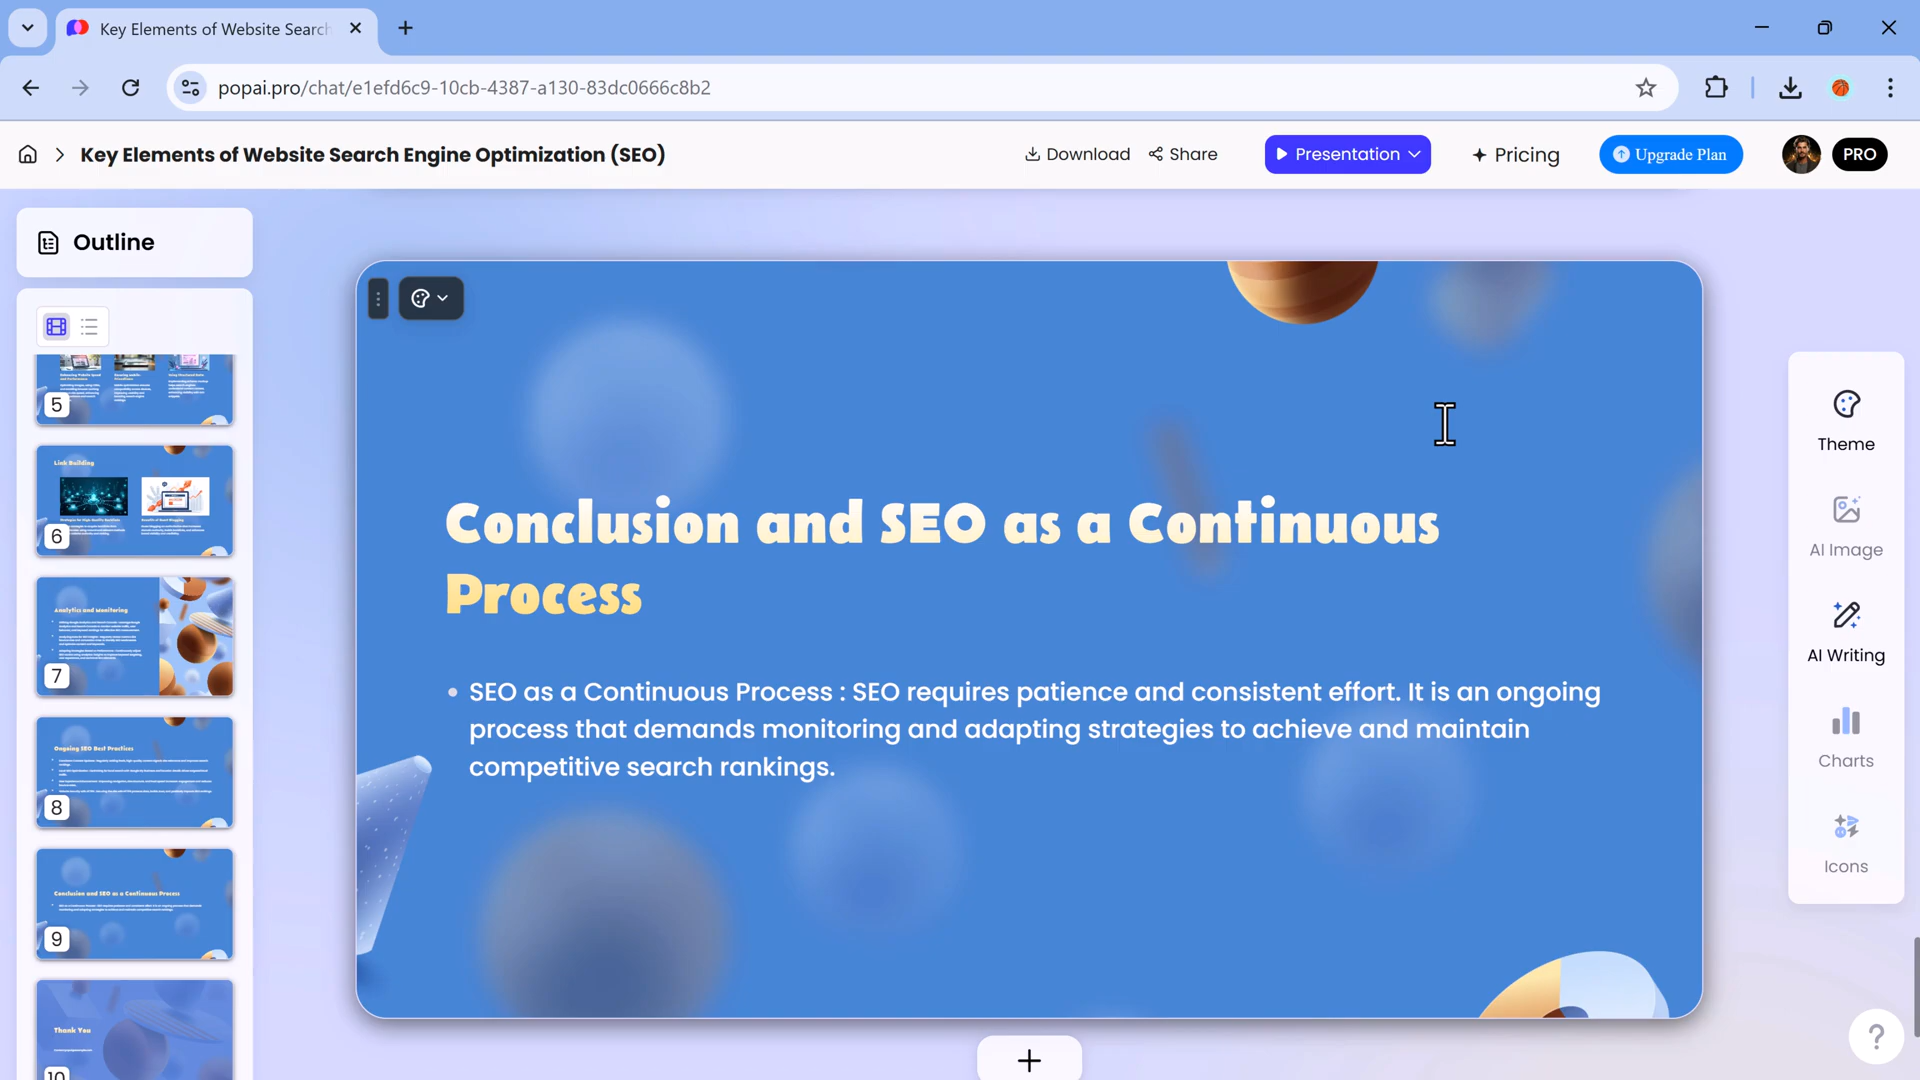 Key Elements of Website Search
popai.pro/chat/e1efd6c9-10cb-4387-a130-83dc0666c8b2
Key Elements of Website Search Engine Optimization (SEO)
Download
Share
Presentation
Pricing
Upgrade Plan
PRO
Outline
5
Link Building
6
Analytics and Monitoring
7
Ongoing SEO Best Practices
8
Conclusion and SEO as a Continuous Process
9
Thank You
10
Conclusion and SEO as a Continuous
Process
• SEO as a Continuous Process : SEO requires patience and consistent effort. It is an ongoing
process that demands monitoring and adapting strategies to achieve and maintain
competitive search rankings.
Theme
AI Image
AI Writing
Charts
Icons
?